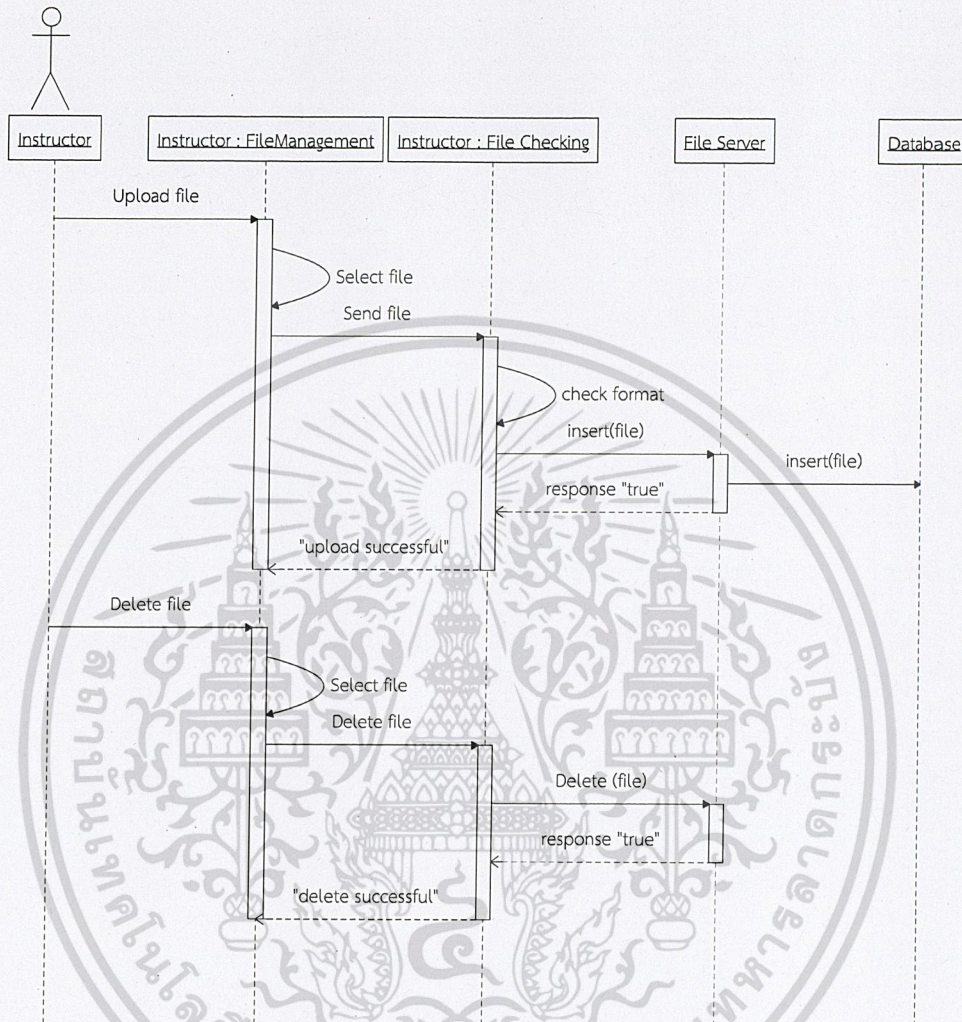 Instructor
Instructor : FileManagement
Instructor : File Checking
File Server
Database
Upload file
Select file
Send file
check format
insert(file)
insert(file)
response "true"
"upload successful"
Delete file
Select file
Delete file
Delete (file)
response "true"
"delete successful"